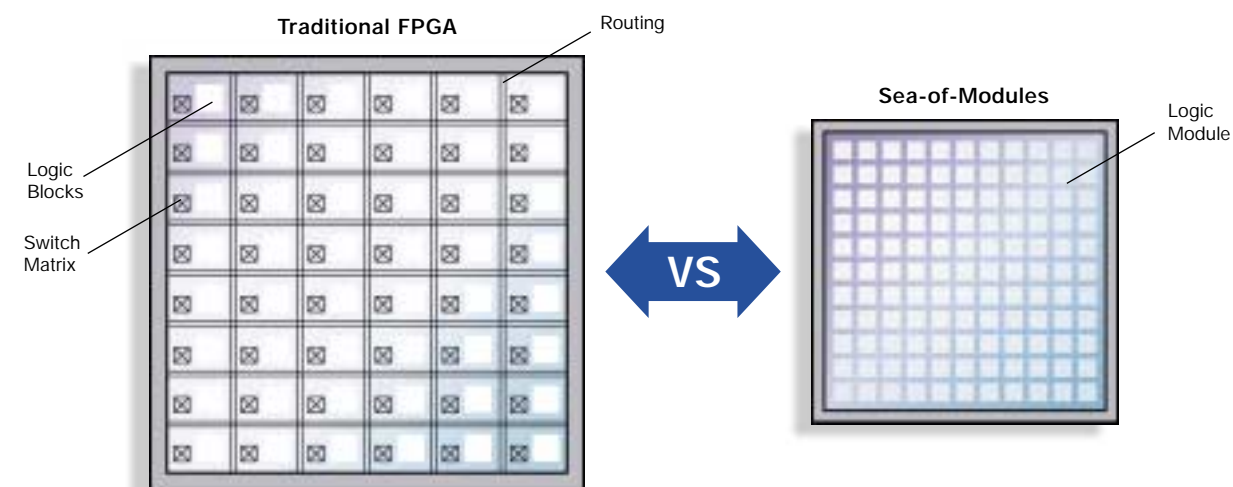 Traditional FPGA
Routing
Logic
Blocks
Switch
Matrix
VS
Sea-of-Modules
Logic
Module